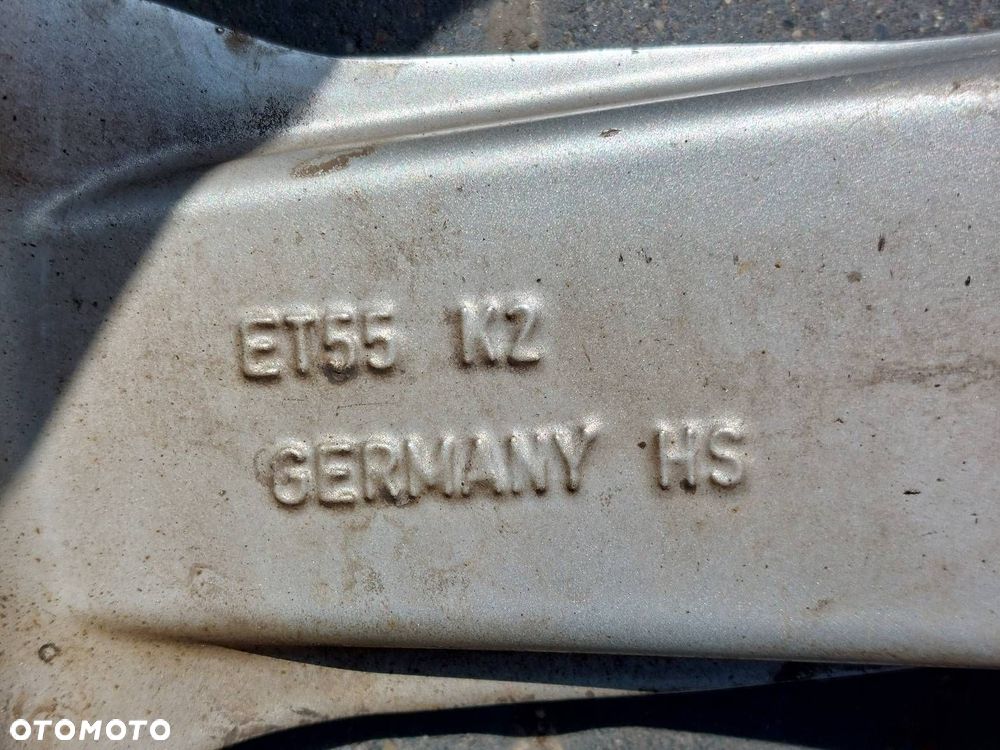 ET55 KZ
GERMANY HS
OTOMOTO